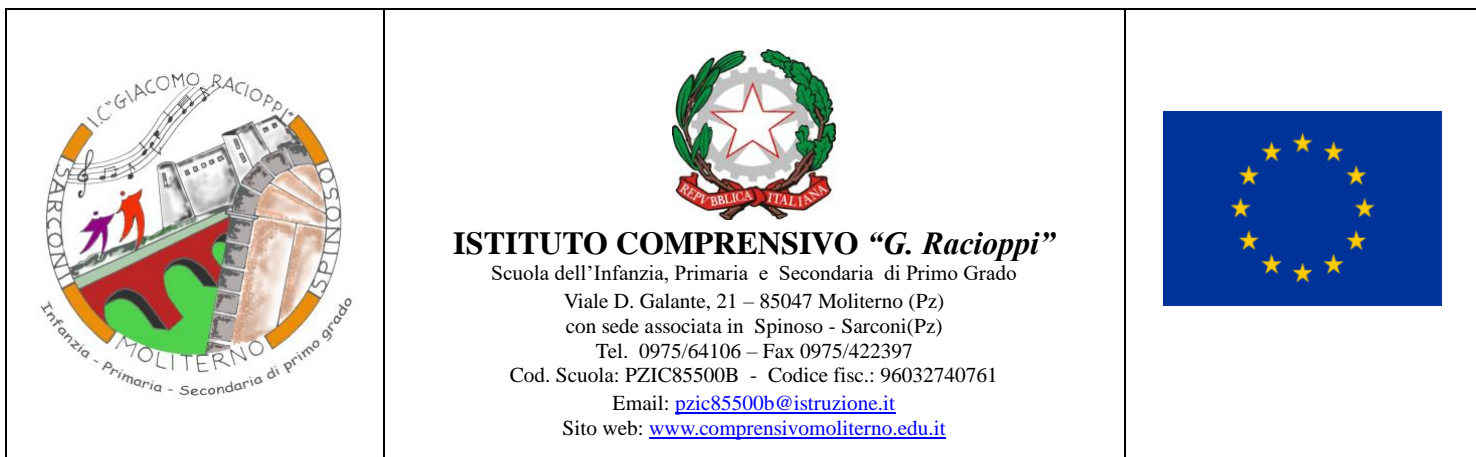 I.C. "GIACOMO RACIOPPI"
SARCONI
SPINOSO
MOLITERNO
Infanzia - Primaria - Secondaria di primo grado
REPVBBLICA ITALIANA
ISTITUTO COMPRENSIVO “G. Racioppi”
Scuola dell’Infanzia, Primaria e Secondaria di Primo Grado
Viale D. Galante, 21 – 85047 Moliterno (Pz)
con sede associata in Spinoso - Sarconi(Pz)
Tel. 0975/64106 – Fax 0975/422397
Cod. Scuola: PZIC85500B - Codice fisc.: 96032740761
Email: pzic85500b@istruzione.it
Sito web: www.comprensivomoliterno.edu.it